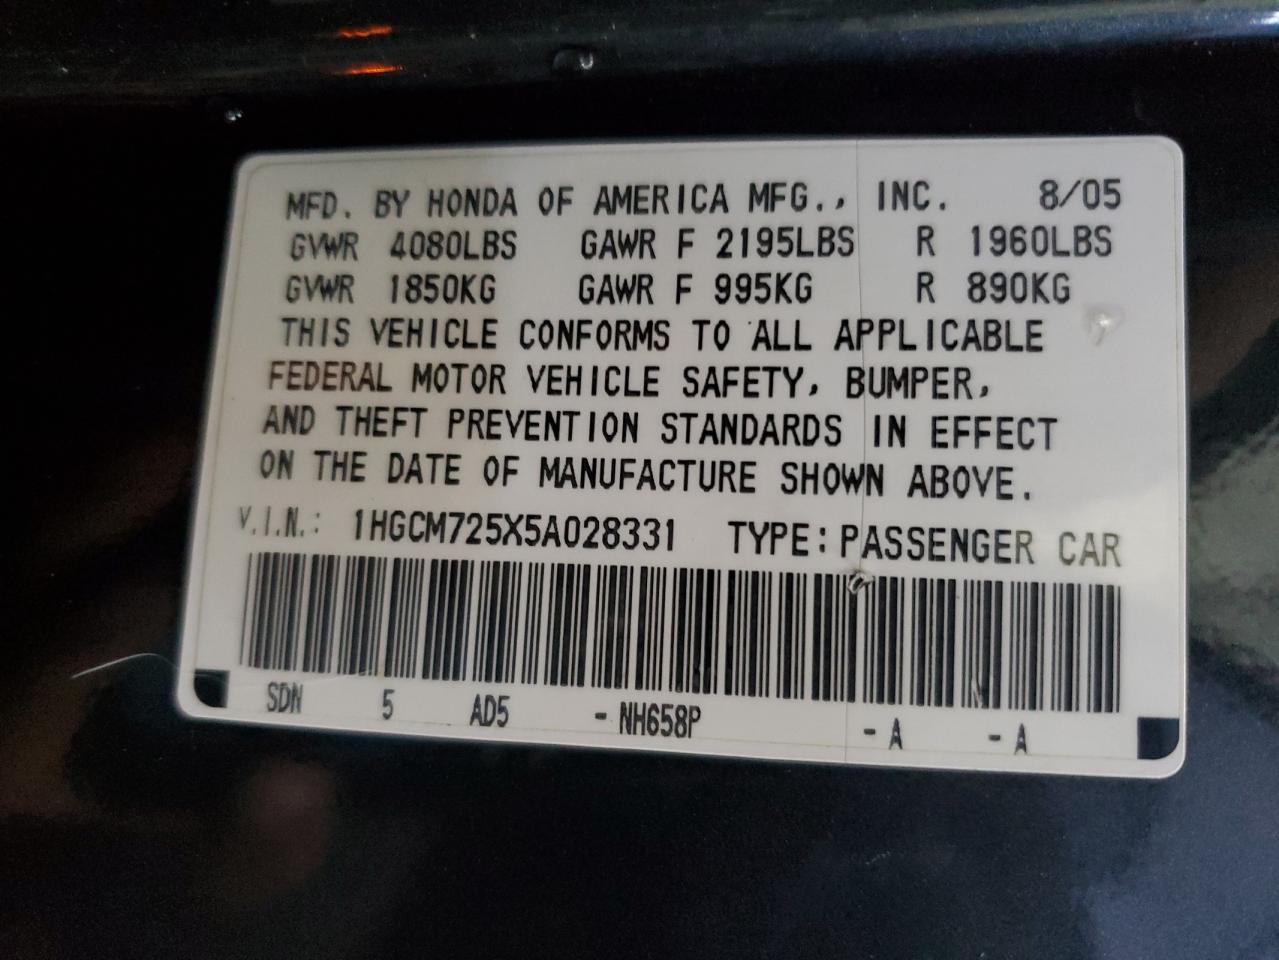 MFD. BY HONDA OF AMERICA MFG., INC. 8/05
GVWR 4080LBS GAWR F 2195LBS R 1960LBS
GVWR 1850KG GAWR F 995KG R 890KG
THIS VEHICLE CONFORMS TO ALL APPLICABLE
FEDERAL MOTOR VEHICLE SAFETY, BUMPER,
AND THEFT PREVENTION STANDARDS IN EFFECT
ON THE DATE OF MANUFACTURE SHOWN ABOVE.
V.I.N.: 1HGCM725X5A028331 TYPE: PASSENGER CAR
SDN 5 AD5 - NH658P - A - A